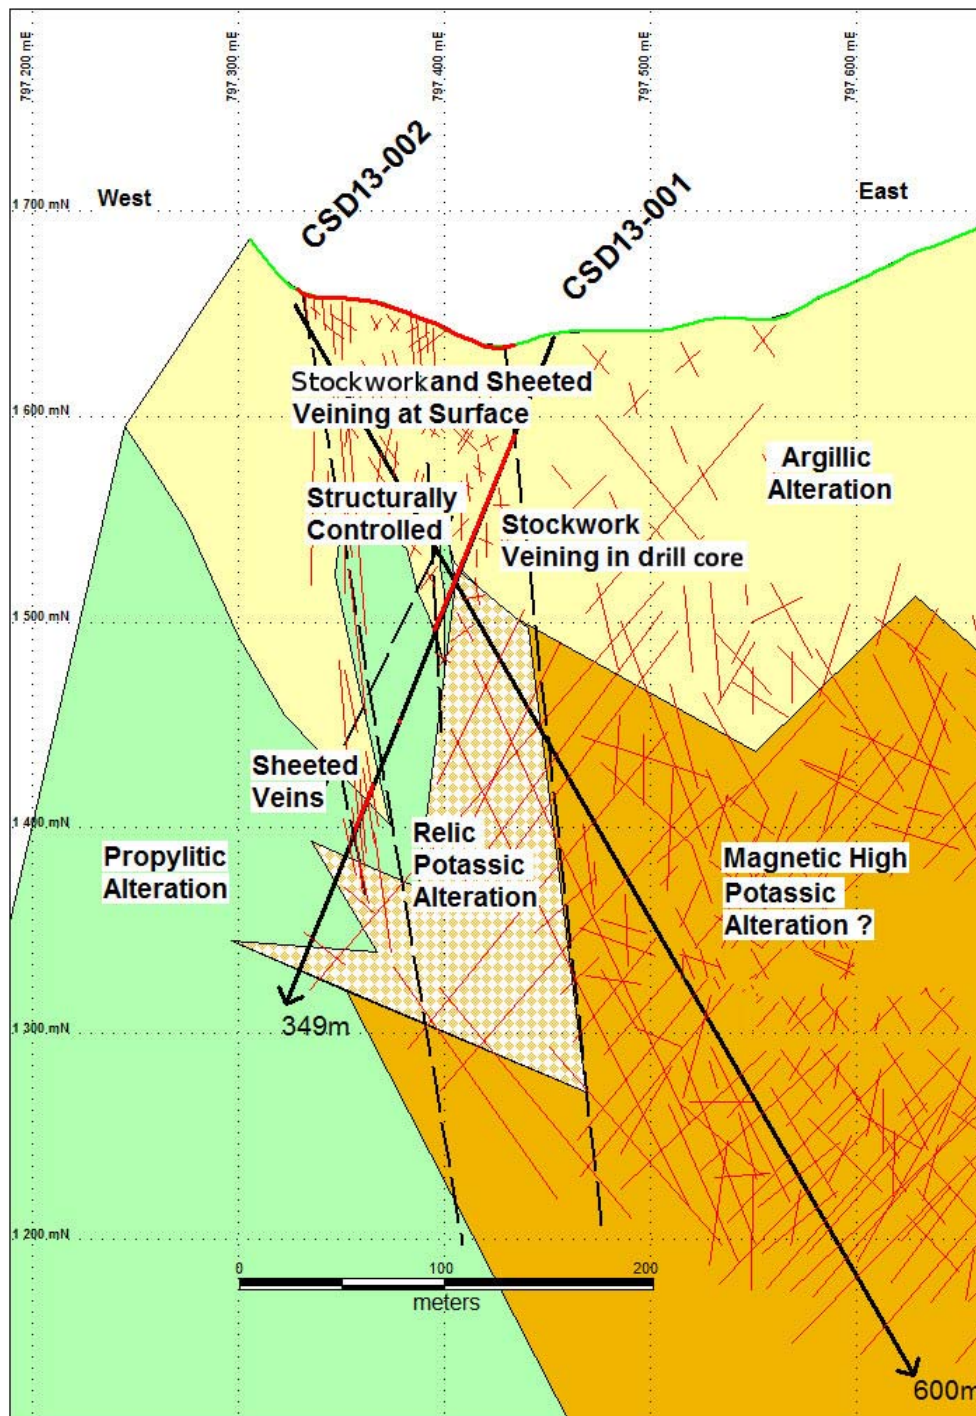 797.200 mE
797.300 mE
797.400 mE
797.500 mE
797.600 mE
CSD13-002
CSD13-001
West
East
1 700 mN
Stockwork and Sheeted
Veining at Surface
1 600 mN
Argillic
Alteration
Structurally
Controlled
Stockwork
Veining in drill core
1 500 mN
Sheeted
Veins
1 400 mN
Propylitic
Alteration
Relic
Potassic
Alteration
Magnetic High
Potassic
Alteration ?
349m
1 300 mN
1 200 mN
0 100 200
meters
600m